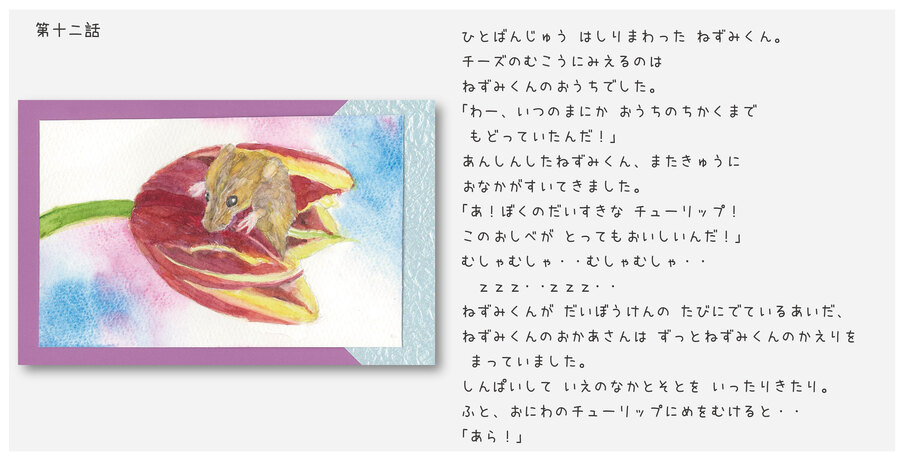 第十二話
ひとばんじゅう はしりまわった ねずみくん。
チーズのむこうにみえるのは
ねずみくんのおうちでした。
「わー、いつのまにか おうちのちかくまで
もどっていたんだ！」
あんしんしたねずみくん、またきゅうに
おなかがすいてきました。
「あ！ぼくのだいすきな チューリップ！
このおしべが とってもおいしいんだ！」
むしゃむしゃ・・むしゃむしゃ・・
ｚｚｚ・・ｚｚｚ・・
ねずみくんが だいぼうけんの たびにでているあいだ、
ねずみくんのおかあさんは ずっとねずみくんのかえりを
まっていました。
しんぱいして いえのなかとそとを いったりきたり。
ふと、おにわのチューリップにめをむけると・・
「あら！」